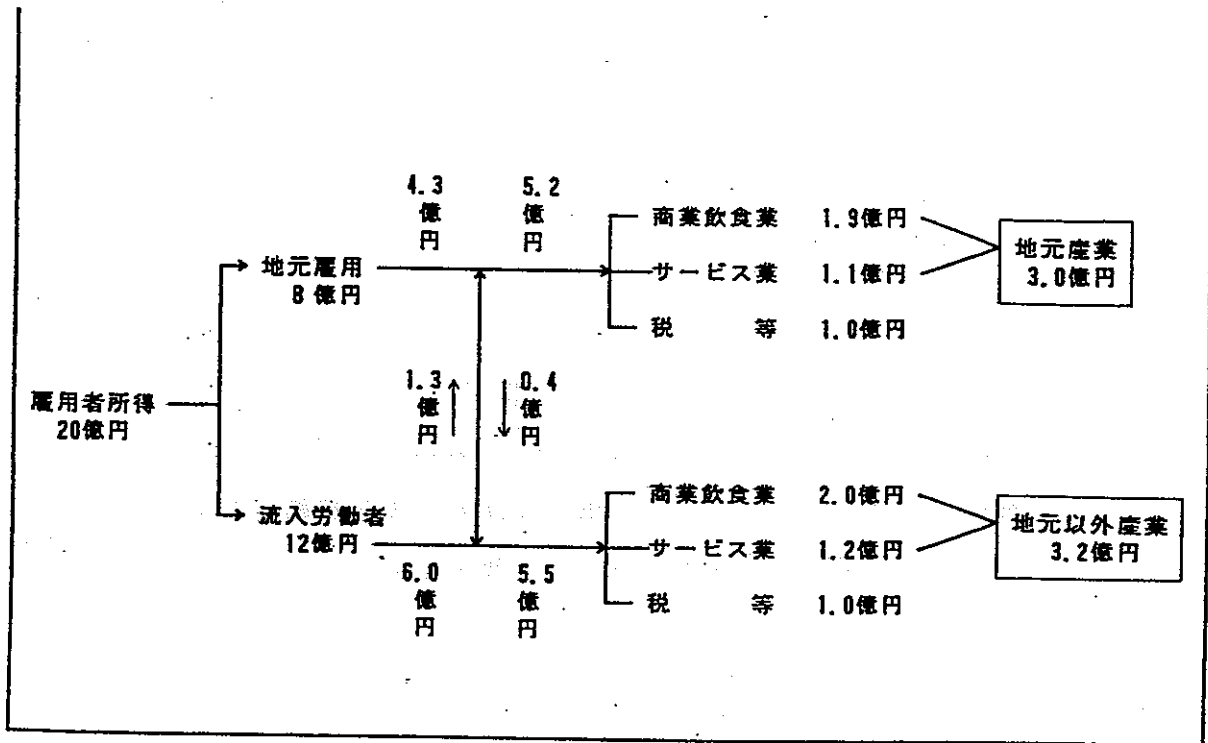 4.3億円
5.2億円
商業飲食業 1.9億円
地元産業
3.0億円
地元雇用
8億円
サービス業 1.1億円
税 等 1.0億円
1.3億円
0.4億円
雇用者所得
20億円
商業飲食業 2.0億円
地元以外産業
3.2億円
流入労働者
12億円
サービス業 1.2億円
6.0億円
5.5億円
税 等 1.0億円